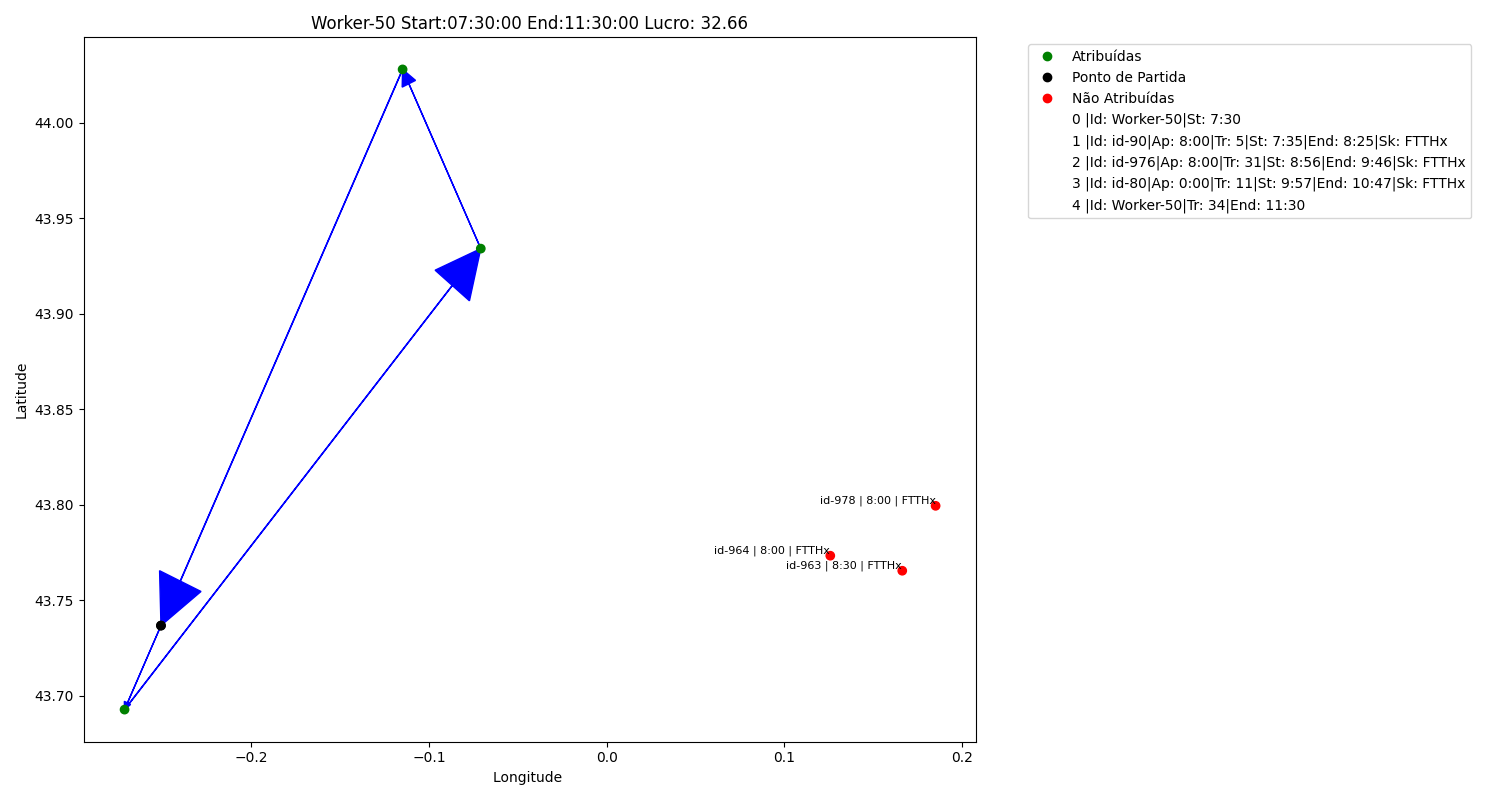 Worker-50 Start:07:30:00 End:11:30:00 Lucro: 32.66
Atribuídas
Ponto de Partida
Não Atribuídas
0 |Id: Worker-50|St: 7:30
1 |Id: id-90|Ap: 8:00|Tr: 5|St: 7:35|End: 8:25|Sk: FTTHx
2 |Id: id-976|Ap: 8:00|Tr: 31|St: 8:56|End: 9:46|Sk: FTTHx
3 |Id: id-80|Ap: 0:00|Tr: 11|St: 9:57|End: 10:47|Sk: FTTHx
4 |Id: Worker-50|Tr: 34|End: 11:30
Latitude
44.00
43.95
43.90
43.85
43.80
43.75
43.70
id-978 | 8:00 | FTTHx
id-964 | 8:00 | FTTHx
id-963 | 8:30 | FTTHx
−0.2
−0.1
0.0
0.1
0.2
Longitude